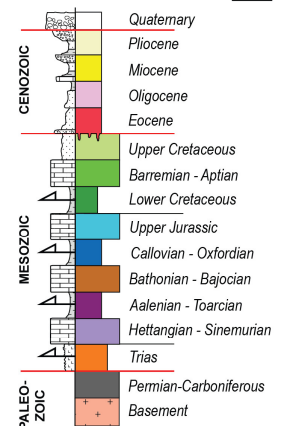 Quaternary
CENOZOIC
Pliocene
Miocene
Oligocene
Eocene
MESOZOIC
Upper Cretaceous
Barremian - Aptian
Lower Cretaceous
Upper Jurassic
Callovian - Oxfordian
Bathonian - Bajocian
Aalenian - Toarcian
Hettangian - Sinemurian
Trias
PALEO-
ZOIC
Permian-Carboniferous
Basement